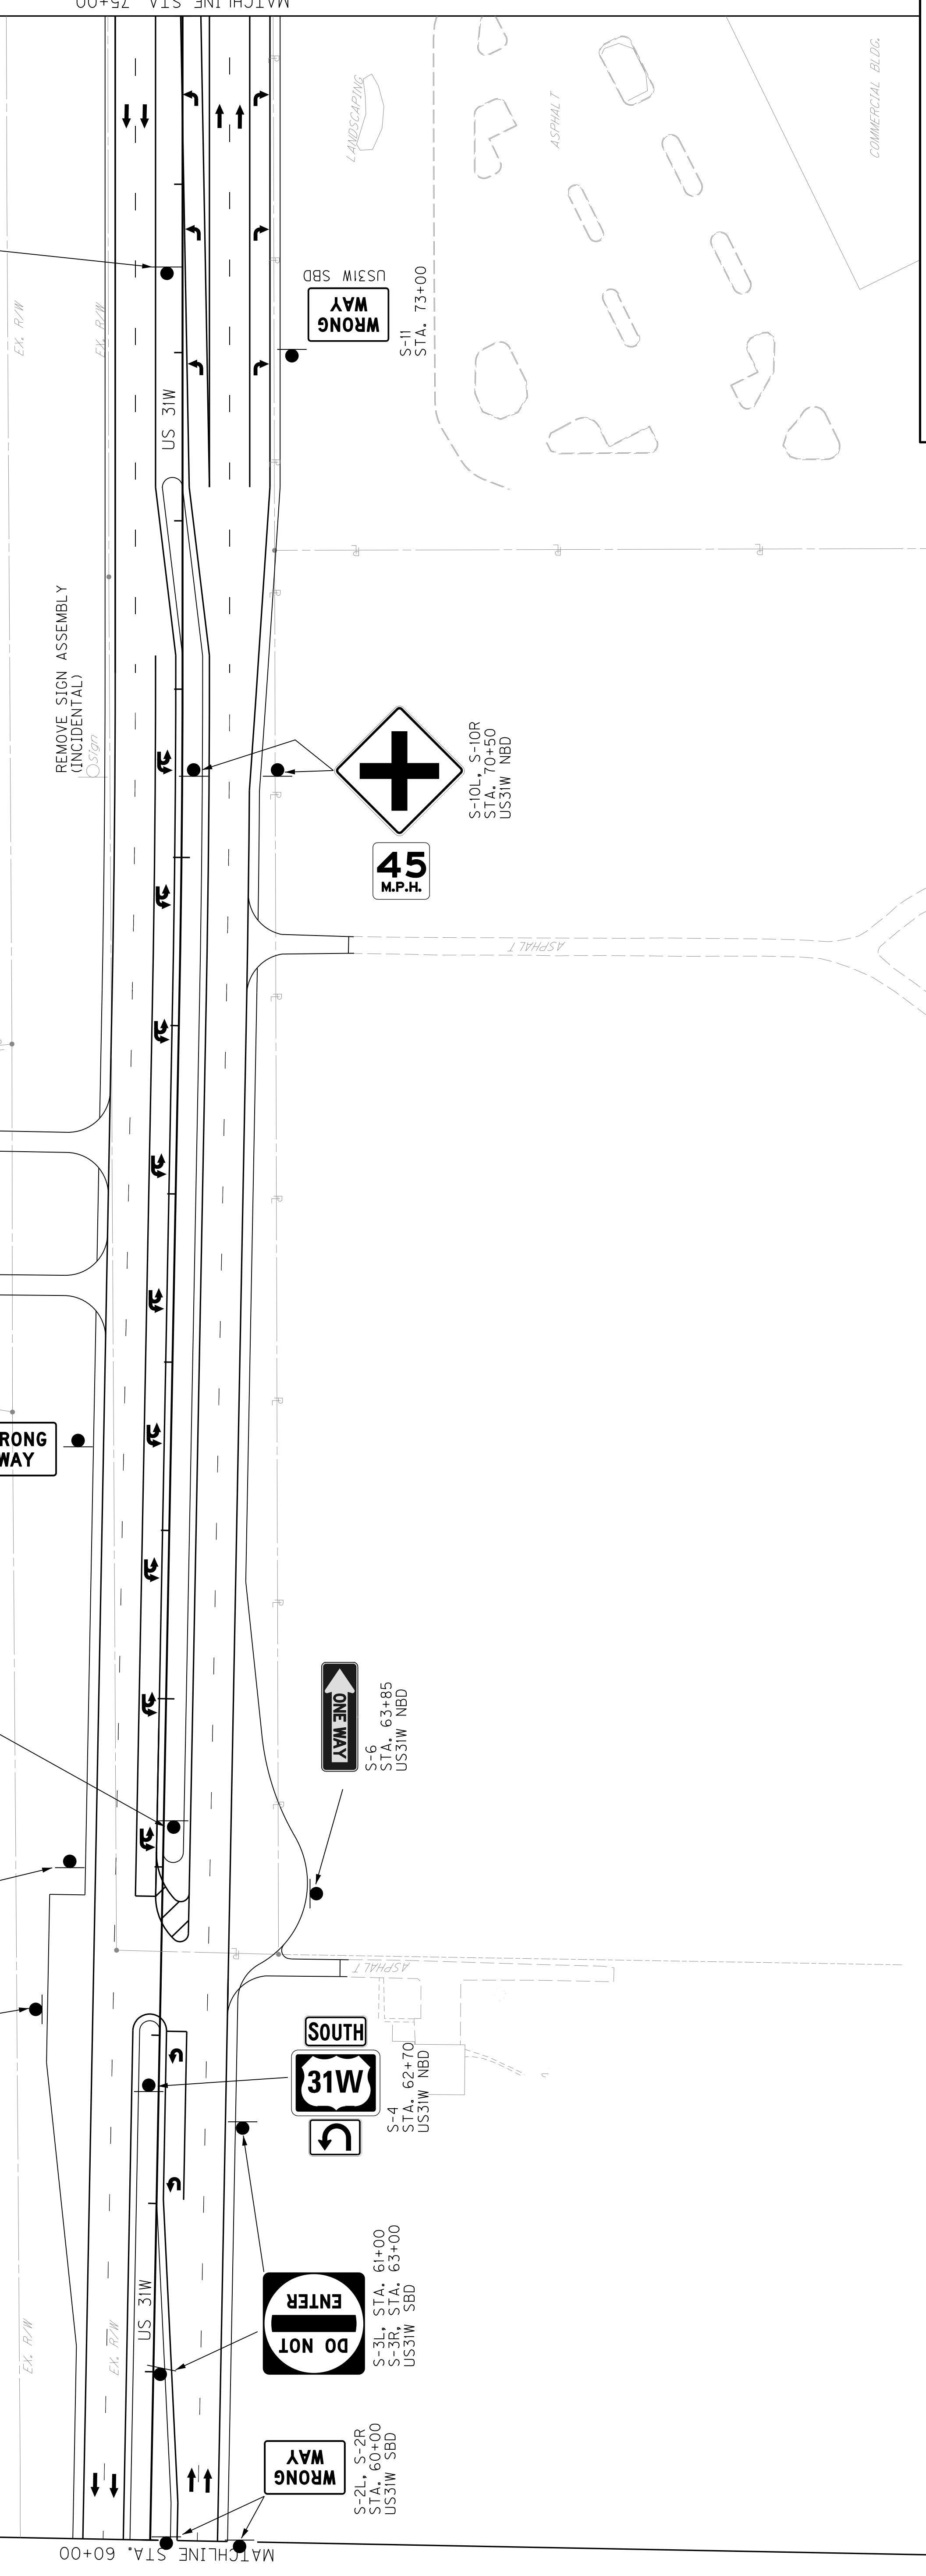 MATCHLINE STA. 75+00
LANDSCAPING
ASPHALT
COMMERCIAL BLDG.
EX. R/W
EX. R/W
US31W SBD
WRONG
WAY
S-11
STA. 73+00
US 31W
REMOVE SIGN ASSEMBLY
(INCIDENTAL)
sign
S-10L, S-10R
STA. 70+50
US31W NBD
45
M.P.H.
ASPHALT
RONG
WAY
ONE WAY
S-6
STA. 63+85
US31W NBD
ASPHALT
SOUTH
31W
S-4
STA. 62+70
US31W NBD
DO NOT
ENTER
S-3L, STA. 61+00
S-3R, STA. 63+00
US31W SBD
US 31W
EX. R/W
EX. R/W
WRONG
WAY
S-2L, S-2R
STA. 60+00
US31W SBD
MATCHLINE STA. 60+00